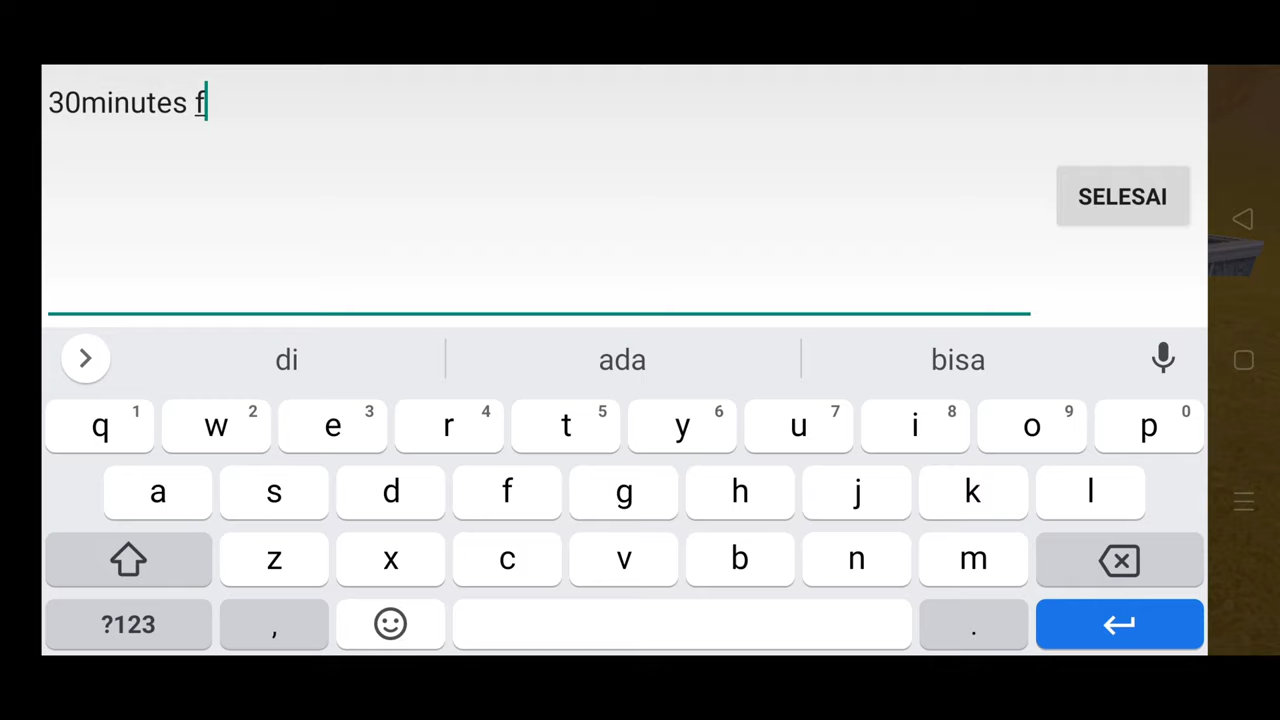 30minutes f
SELESAI
di ada bisa
q 1 w 2 e 3 r 4 t 5 y 6 u 7 i 8 o 9 p 0
a s d f g h j k l
z x c v b n m
?123 , .